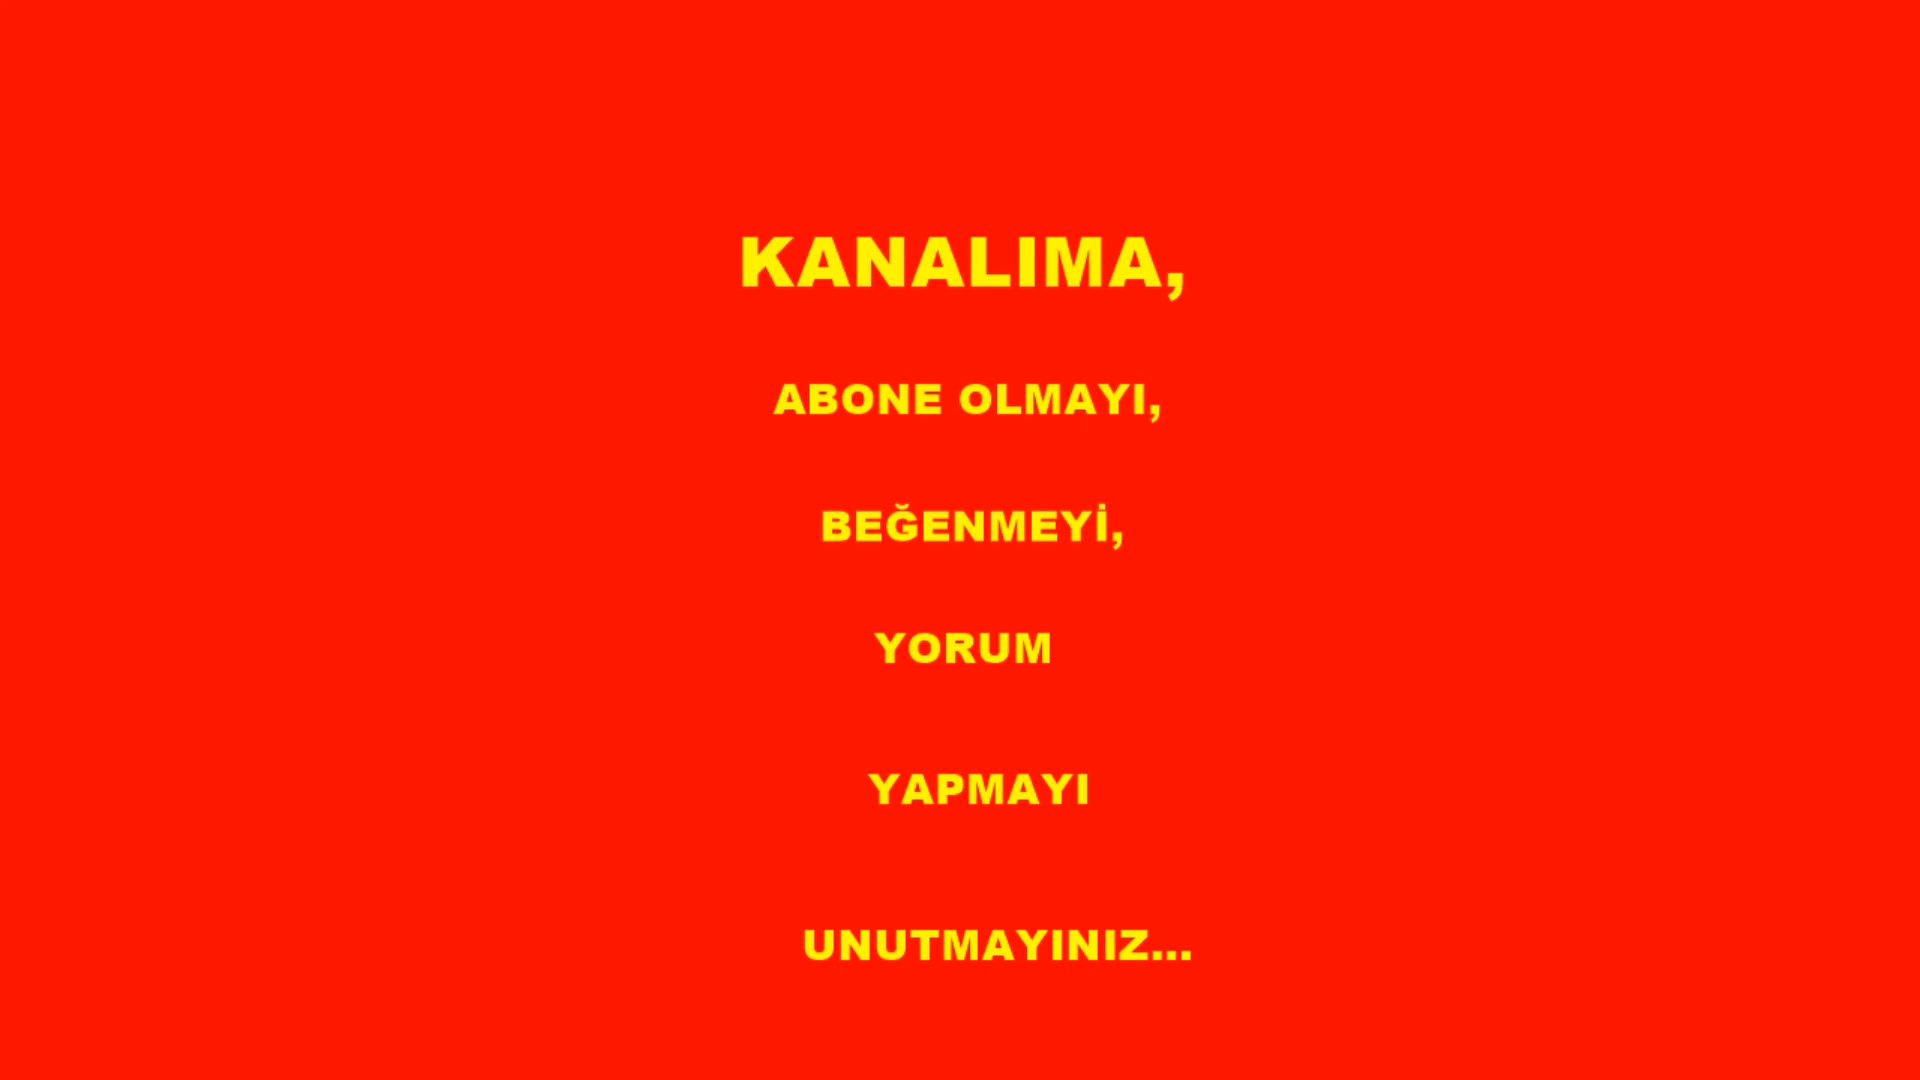 KANALIMA,
ABONE OLMAYI,
BEĞENMEYİ,
YORUM
YAPMAYI
UNUTMAYINIZ...